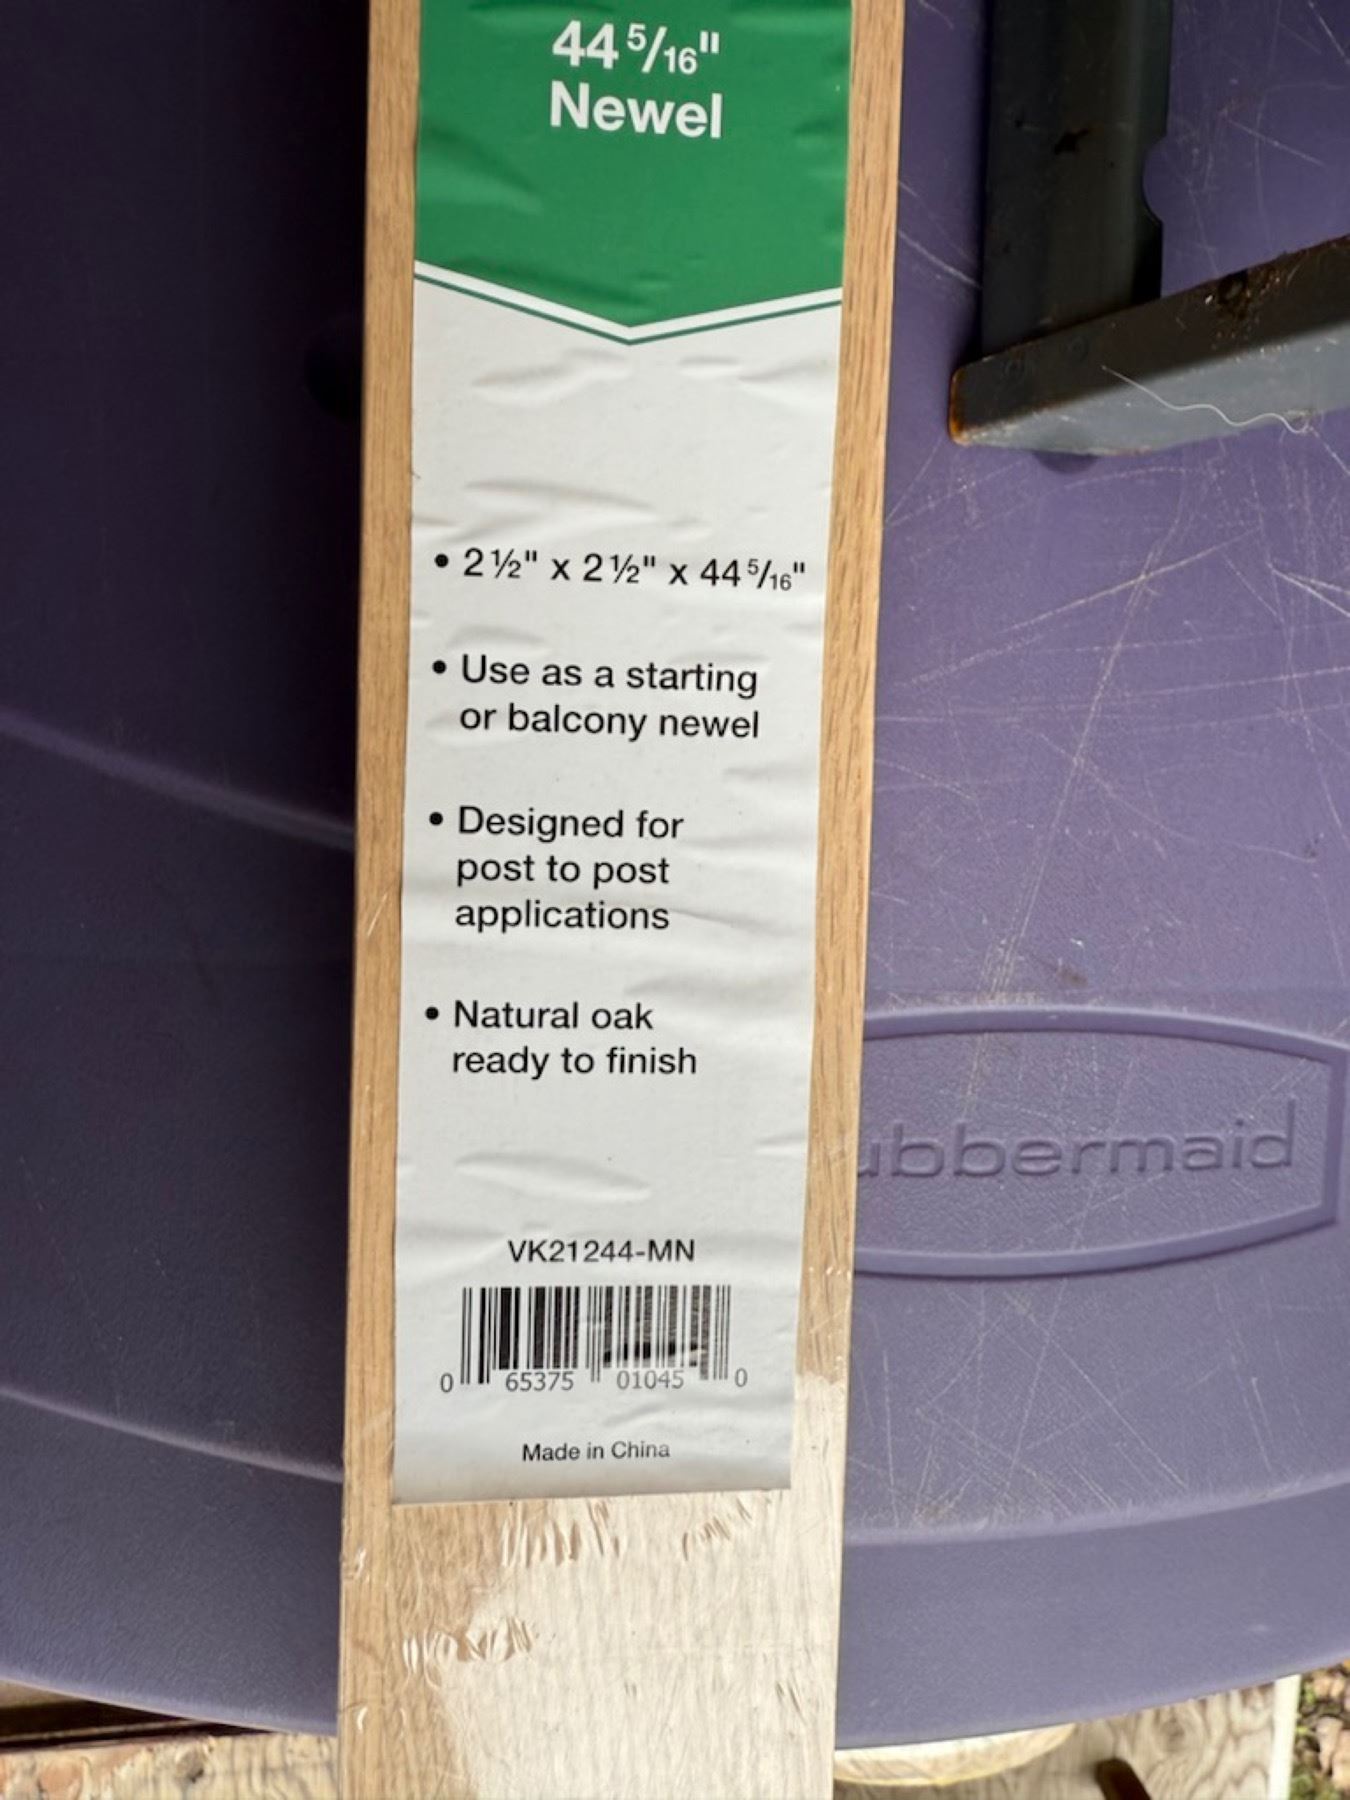 44 5/16"
Newel
• 2 ½" x 2 ½" x 44 5/16"
• Use as a starting
or balcony newel
• Designed for
post to post
applications
• Natural oak
ready to finish
ubbermaid
VK21244-MN
0 65375 01045 0
Made in China